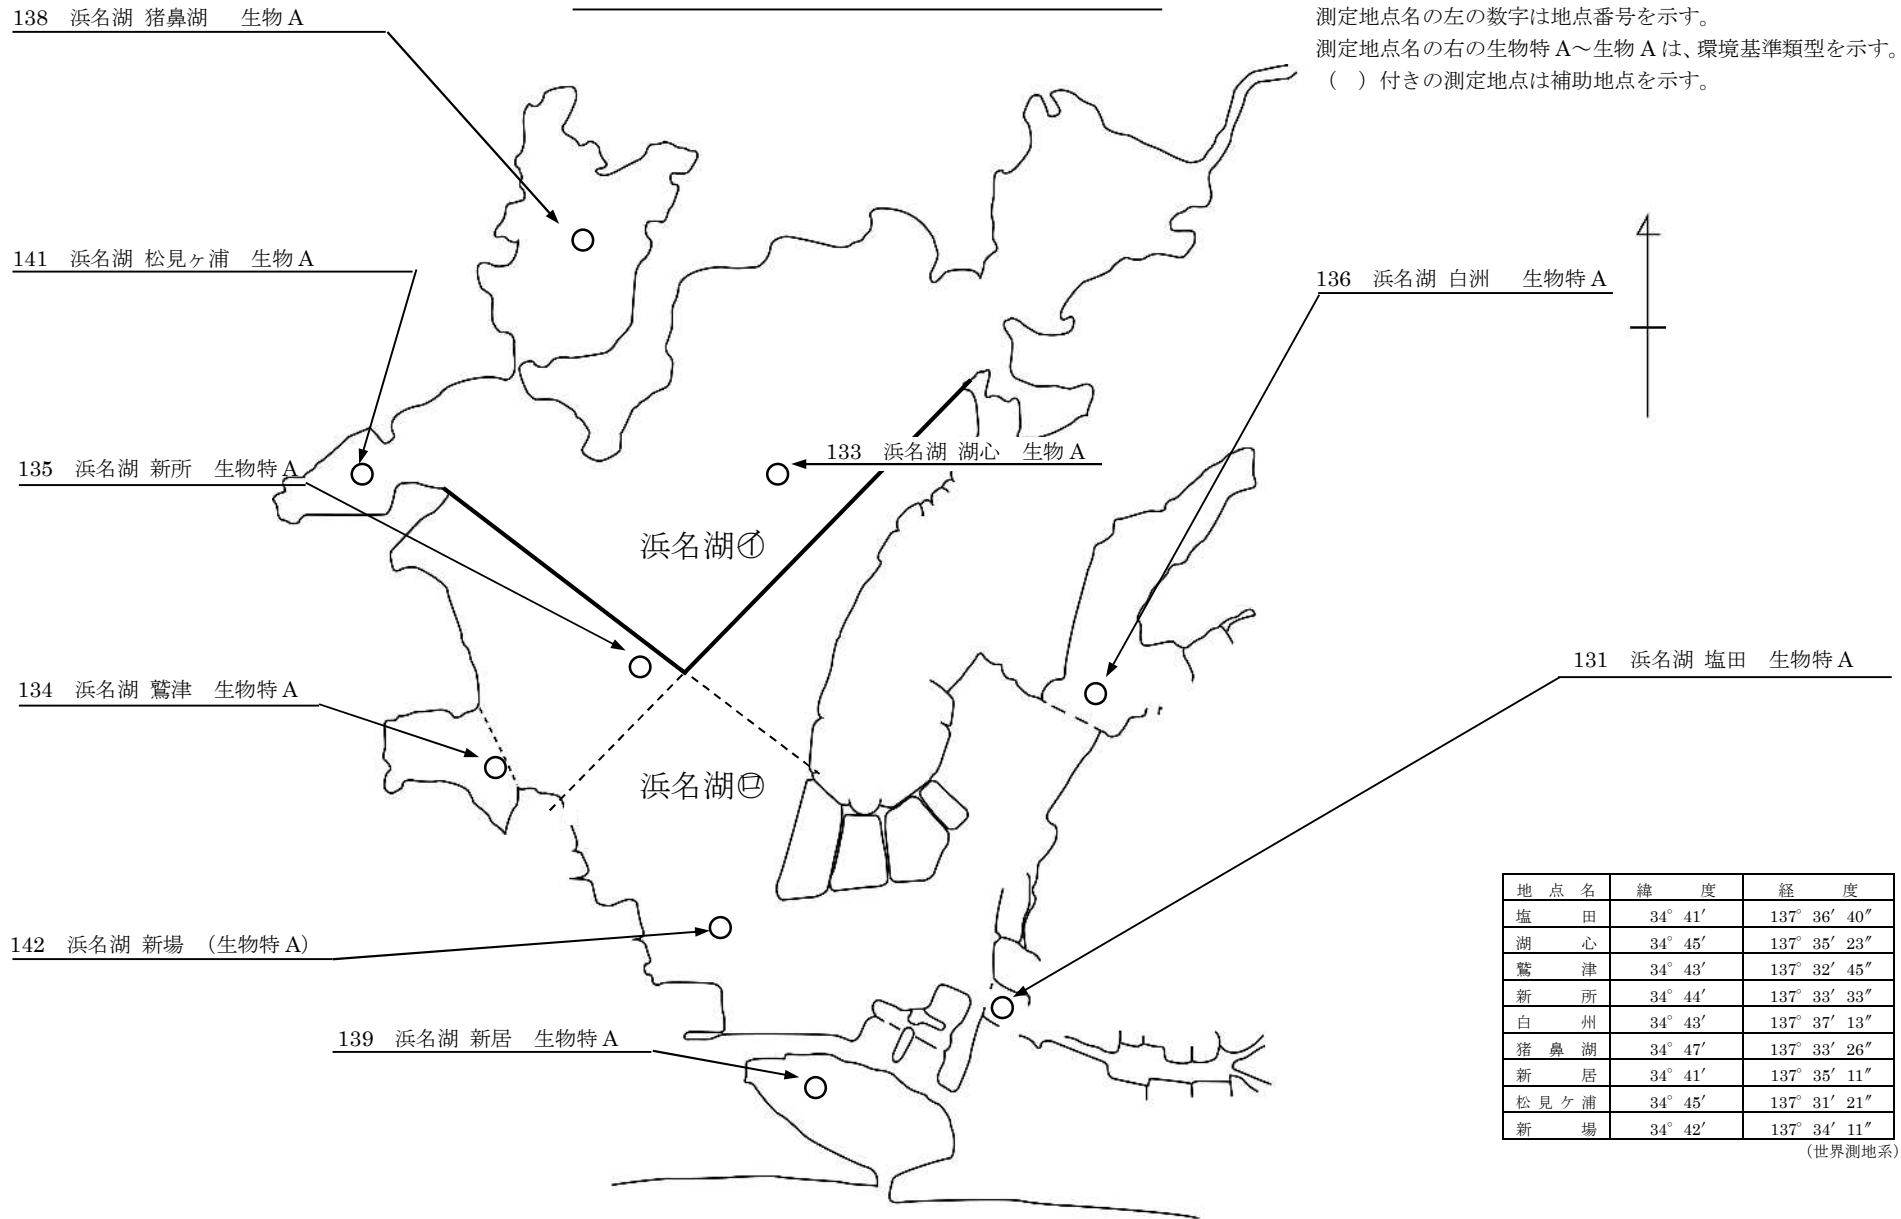 138 浜名湖 猪鼻湖 生物A
測定地点名の左の数字は地点番号を示す。
測定地点名の右の生物特A～生物Aは、環境基準類型を示す。
（ ）付きの測定地点は補助地点を示す。
141 浜名湖 松見ヶ浦 生物A
136 浜名湖 白洲 生物特A
135 浜名湖 新所 生物特A
133 浜名湖 湖心 生物A
浜名湖㋑
134 浜名湖 鷲津 生物特A
131 浜名湖 塩田 生物特A
浜名湖㋺
142 浜名湖 新場 （生物特A）
139 浜名湖 新居 生物特A
地点名 緯度 経度
塩田 34°41′ 137°36′40″
湖心 34°45′ 137°35′23″
鷲津 34°43′ 137°32′45″
新所 34°44′ 137°33′33″
白州 34°43′ 137°37′13″
猪鼻湖 34°47′ 137°33′26″
新居 34°41′ 137°35′11″
松見ケ浦 34°45′ 137°31′21″
新場 34°42′ 137°34′11″
（世界測地系）